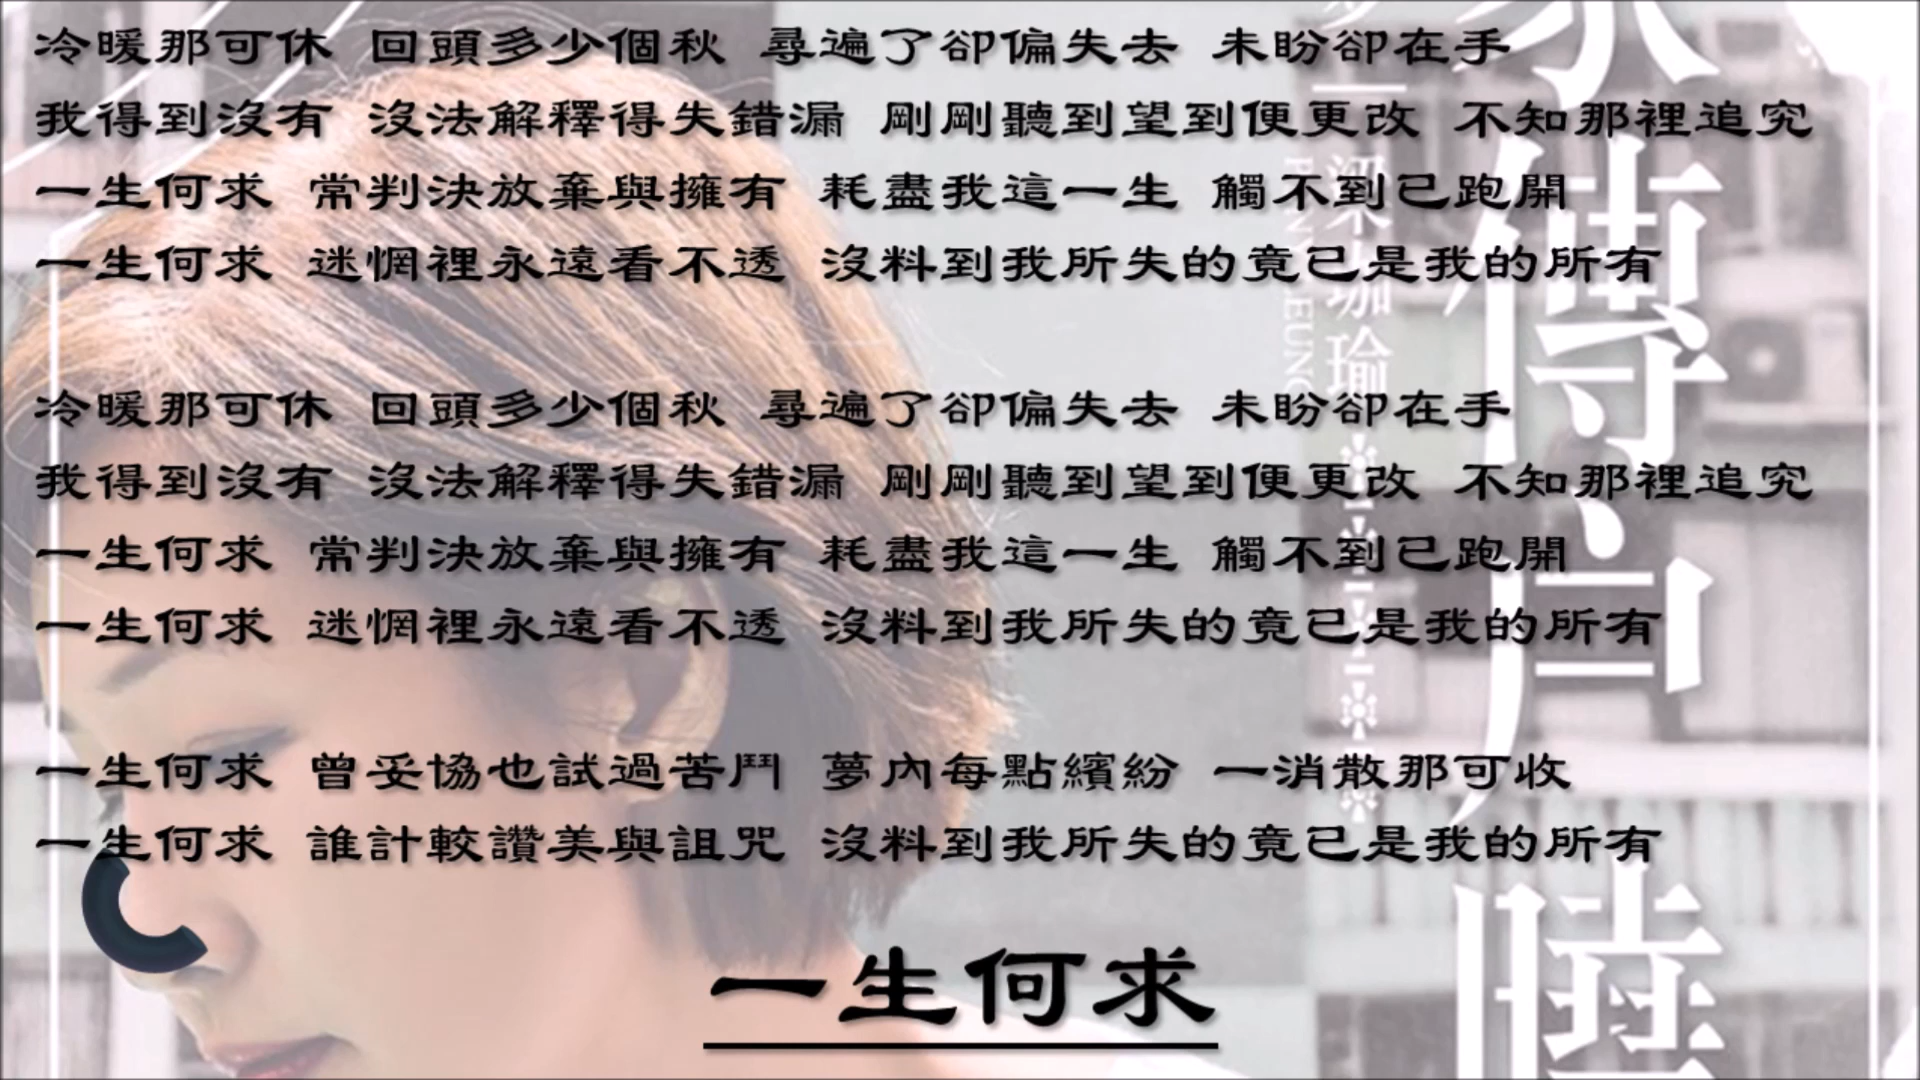 冷暖那可休 回頭多少個秋 尋遍了卻偏失去 未盼卻在手
我得到沒有 沒法解釋得失錯漏 剛剛聽到望到便更改 不知那裡追究
一生何求 常判決放棄與擁有 耗盡我這一生 觸不到已跑開
一生何求 迷惘裡永遠看不透 沒料到我所失的竟已是我的所有
冷暖那可休 回頭多少個秋 尋遍了卻偏失去 未盼卻在手
我得到沒有 沒法解釋得失錯漏 剛剛聽到望到便更改 不知那裡追究
一生何求 常判決放棄與擁有 耗盡我這一生 觸不到已跑開
一生何求 迷惘裡永遠看不透 沒料到我所失的竟已是我的所有
一生何求 曾妥協也試過苦鬥 夢內每點繽紛 一消散那可收
一生何求 誰計較讚美與詛咒 沒料到我所失的竟已是我的所有
一生何求
家傳戶曉